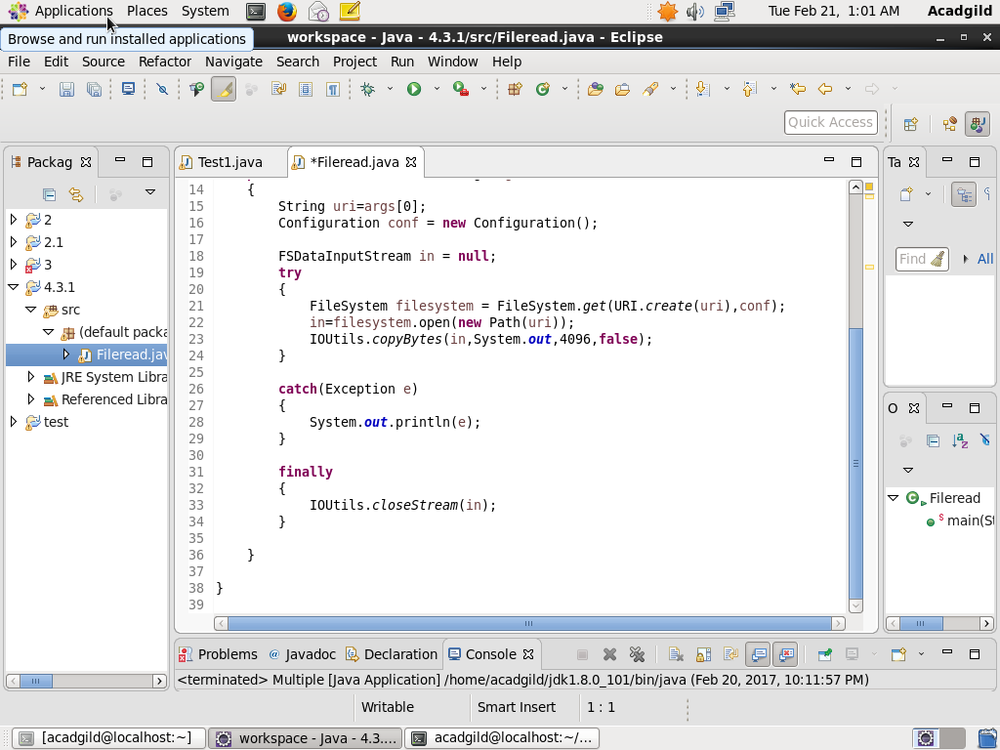 Applications Places System Tue Feb 21, 1:01 AM Acadgild
Browse and run installed applications
workspace - Java - 4.3.1/src/Fileread.java - Eclipse
File Edit Source Refactor Navigate Search Project Run Window Help
Quick Access
Packag
Test1.java
*Fileread.java
Ta
2
2.1
3
4.3.1
src
(default packa
Fileread.jav
JRE System Libra
Referenced Libra
test
14 {
15 String uri=args[0];
16 Configuration conf = new Configuration();
17
18 FSDataInputStream in = null;
19 try
20 {
21 FileSystem filesystem = FileSystem.get(URI.create(uri),conf);
22 in=filesystem.open(new Path(uri));
23 IOUtils.copyBytes(in,System.out,4096,false);
24 }
25
26 catch(Exception e)
27 {
28 System.out.println(e);
29 }
30
31 finally
32 {
33 IOUtils.closeStream(in);
34 }
35
36 }
37
38 }
39
Find
All
O
Fileread
main(St
Problems @ Javadoc Declaration Console
<terminated> Multiple [Java Application] /home/acadgild/jdk1.8.0_101/bin/java (Feb 20, 2017, 10:11:57 PM)
Writable Smart Insert 1 : 1
[acadgild@localhost:~] workspace - Java - 4.3.... acadgild@localhost:~/...